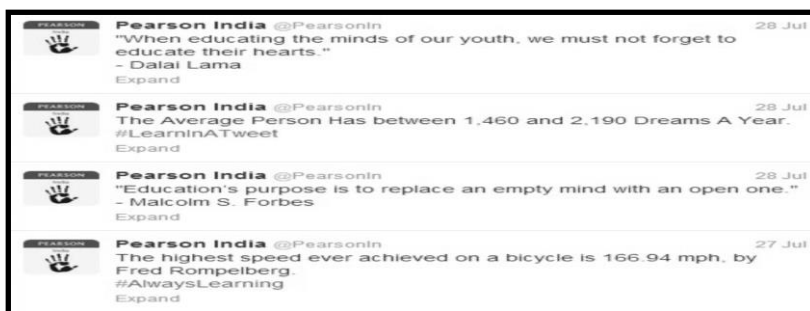 PEARSON
India
Pearson India @PearsonIn 28 Jul
"When educating the minds of our youth, we must not forget to
educate their hearts."
- Dalai Lama
Expand
PEARSON
India
Pearson India @PearsonIn 28 Jul
The Average Person Has between 1,460 and 2,190 Dreams A Year.
#LearnInATweet
Expand
PEARSON
India
Pearson India @PearsonIn 28 Jul
"Education's purpose is to replace an empty mind with an open one."
- Malcolm S. Forbes
Expand
PEARSON
India
Pearson India @PearsonIn 27 Jul
The highest speed ever achieved on a bicycle is 166.94 mph, by
Fred Rompelberg.
#AlwaysLearning
Expand